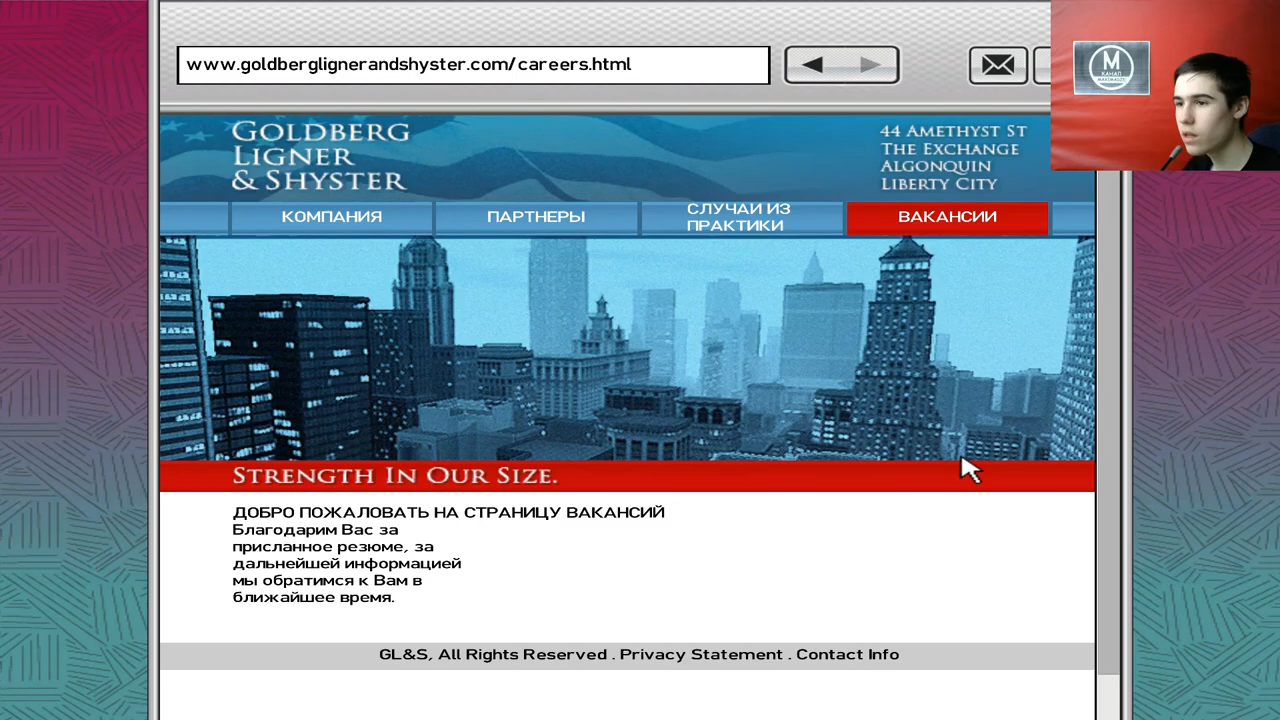 www.goldberglignerandshyster.com/careers.html
М
КАНАЛ
GOLDBERG
LIGNER
& SHYSTER
44 AMETHYST ST
THE EXCHANGE
ALGONQUIN
LIBERTY CITY
КОМПАНИЯ
ПАРТНЕРЫ
СЛУЧАИ ИЗ
ПРАКТИКИ
ВАКАНСИИ
STRENGTH IN OUR SIZE.
ДОБРО ПОЖАЛОВАТЬ НА СТРАНИЦУ ВАКАНСИЙ
Благодарим Вас за
присланное резюме, за
дальнейшей информацией
мы обратимся к Вам в
ближайшее время.
GL&S, All Rights Reserved . Privacy Statement . Contact Info